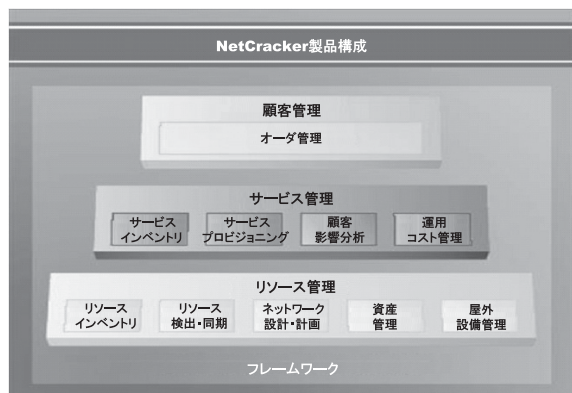 NetCracker製品構成
顧客管理
オーダ管理
サービス管理
サービス
インベントリ
サービス
プロビジョニング
顧客
影響分析
運用
コスト管理
リソース管理
リソース
インベントリ
リソース
検出・同期
ネットワーク
設計・計画
資産
管理
屋外
設備管理
フレームワーク